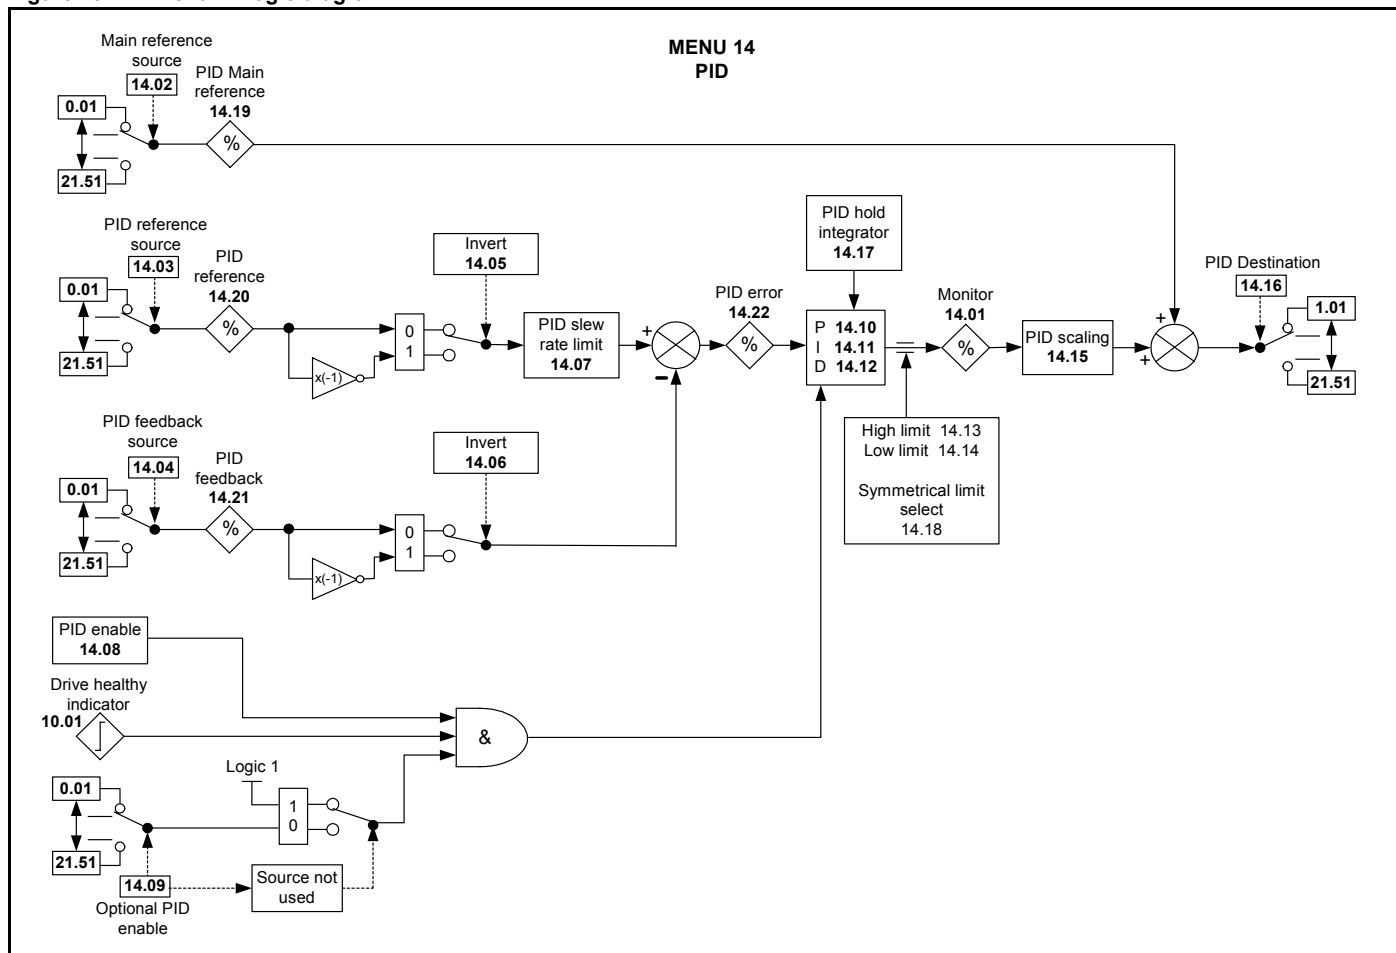 MENU 14
PID
Main reference
source
14.02
PID Main
reference
14.19
0.01
%
21.51
PID reference
source
14.03
PID
reference
14.20
0.01
%
21.51
x(-1)
0
1
Invert
14.05
PID slew
rate limit
14.07
+
−
PID error
14.22
%
PID hold
integrator
14.17
P 14.10
I 14.11
D 14.12
High limit 14.13
Low limit 14.14
Symmetrical limit
select
14.18
Monitor
14.01
%
PID scaling
14.15
+
+
PID Destination
14.16
1.01
21.51
PID feedback
source
14.04
PID
feedback
14.21
0.01
%
21.51
x(-1)
0
1
Invert
14.06
PID enable
14.08
Drive healthy
indicator
10.01
&
Logic 1
0.01
1
0
21.51
14.09
Optional PID
enable
Source not
used